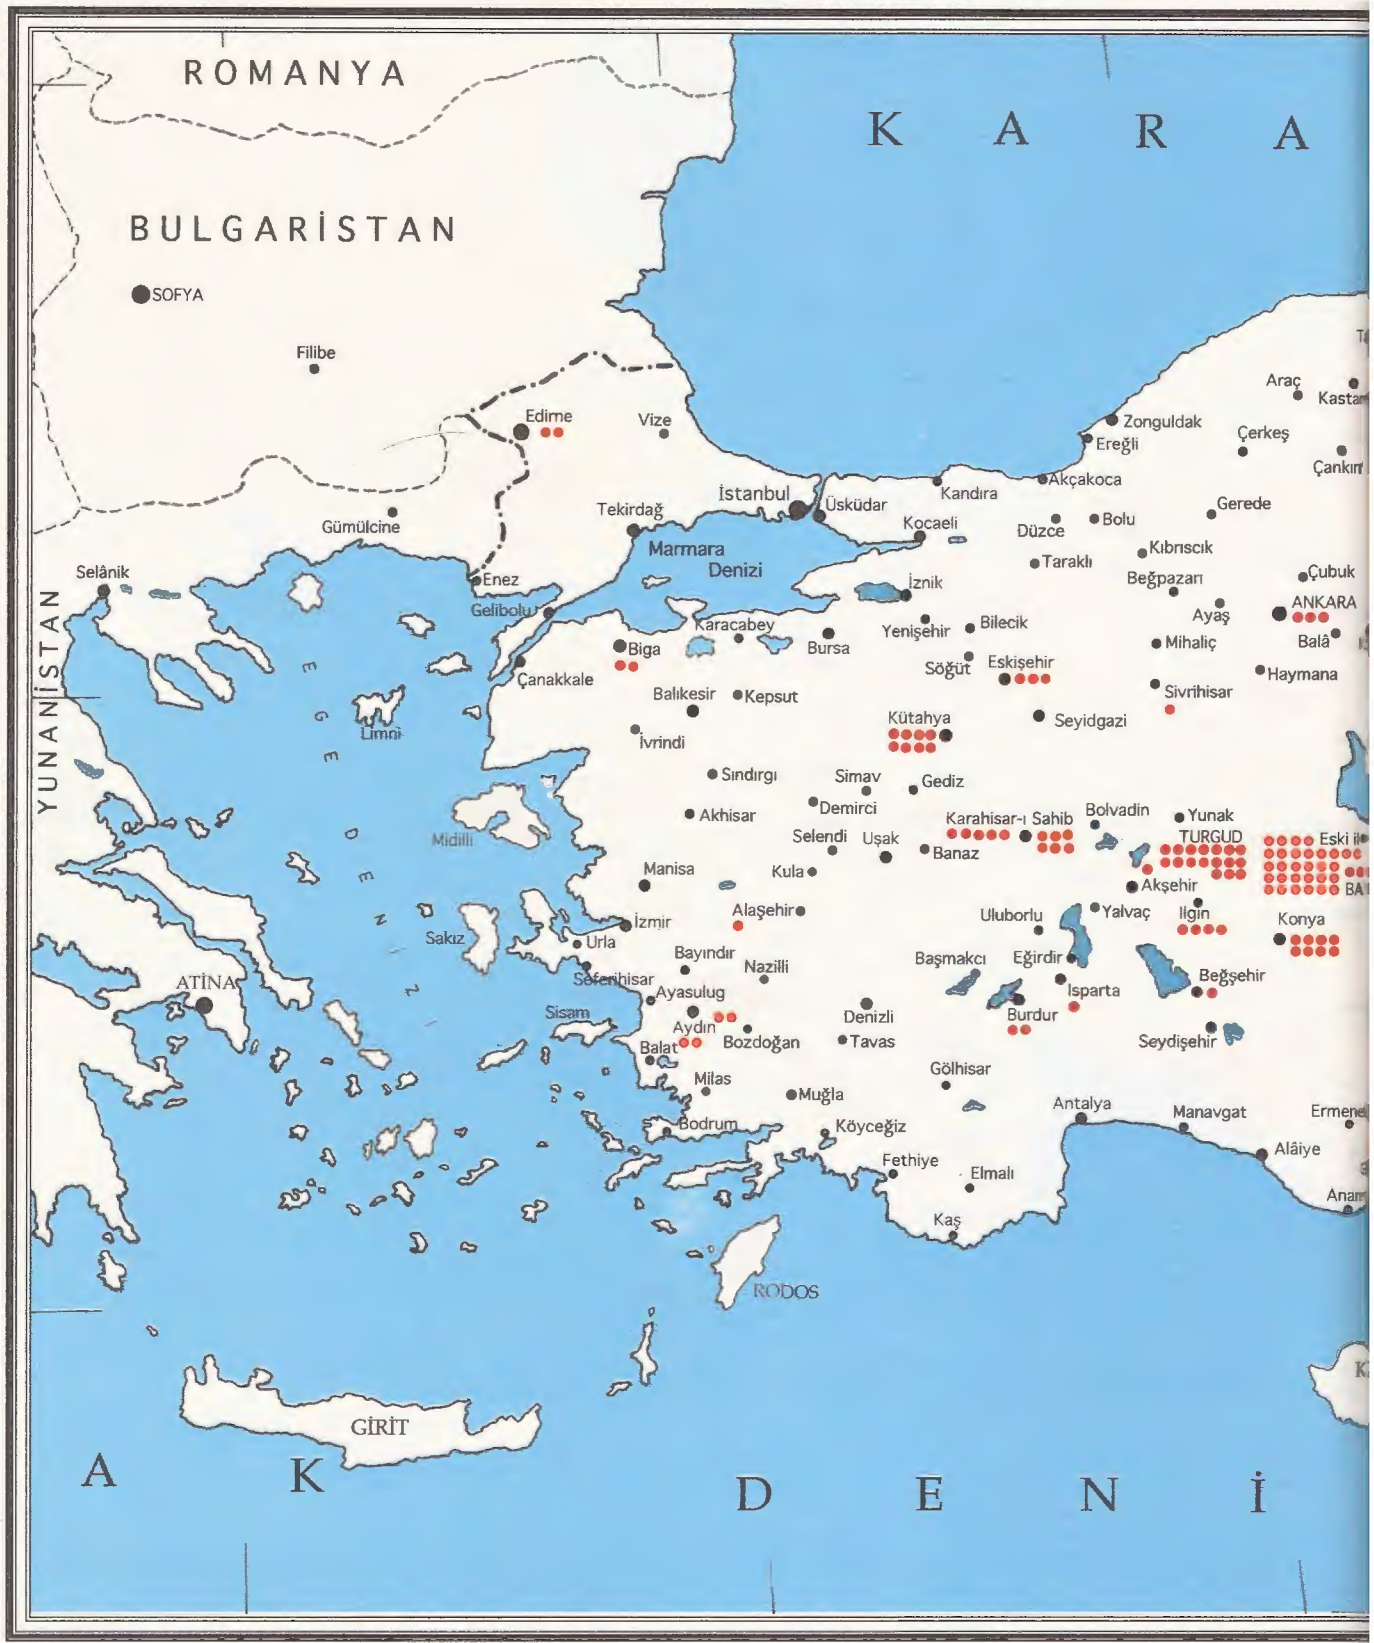 ROMANYA
K A R A
BULGARİSTAN
SOFYA
Filibe
Araç
Edirne
Vize
Zonguldak
Ereğli
Çerkeş
İstanbul
Üsküdar
Kandıra
Akçakoca
Gerede
Tekirdağ
Gümülcine
Kocaeli
Düzce
Bolu
Marmara
Denizi
Kıbrıscık
Taraklı
Selânik
Enez
İznik
Beğpazarı
Çubuk
ANKARA
Gelibolu
Karacabey
Yenişehir
Bilecik
Ayaş
Biga
Bursa
Mihaliç
Balâ
Çanakkale
Söğüt
Eskişehir
Haymana
YUNANİSTAN
EGE DENİZ
Balıkesir
Kepsut
Sivrihisar
Limni
İvrindi
Kütahya
Seyidgazi
Sındırgı
Simav
Gediz
Demirci
Midilli
Akhisar
Selendi
Uşak
Karahisar-ı Sahib
Bolvadin
Yunak
TURGUD
Eski il
Banaz
Manisa
Kula
Akşehir
Alaşehir
Uluborlu
Yalvaç
Ilgın
Konya
İzmir
Sakız
Urla
Bayındır
Nazilli
Başmakcı
Eğirdir
Beğşehir
Seferihisar
ATİNA
Ayasulug
Isparta
Sisam
Aydın
Bozdoğan
Denizli
Tavas
Burdur
Seydişehir
Balat
Milas
Muğla
Gölhisar
Antalya
Manavgat
Bodrum
Köyceğiz
Alâiye
Fethiye
Elmalı
Kaş
RODOS
GİRİT
A K D E N İ